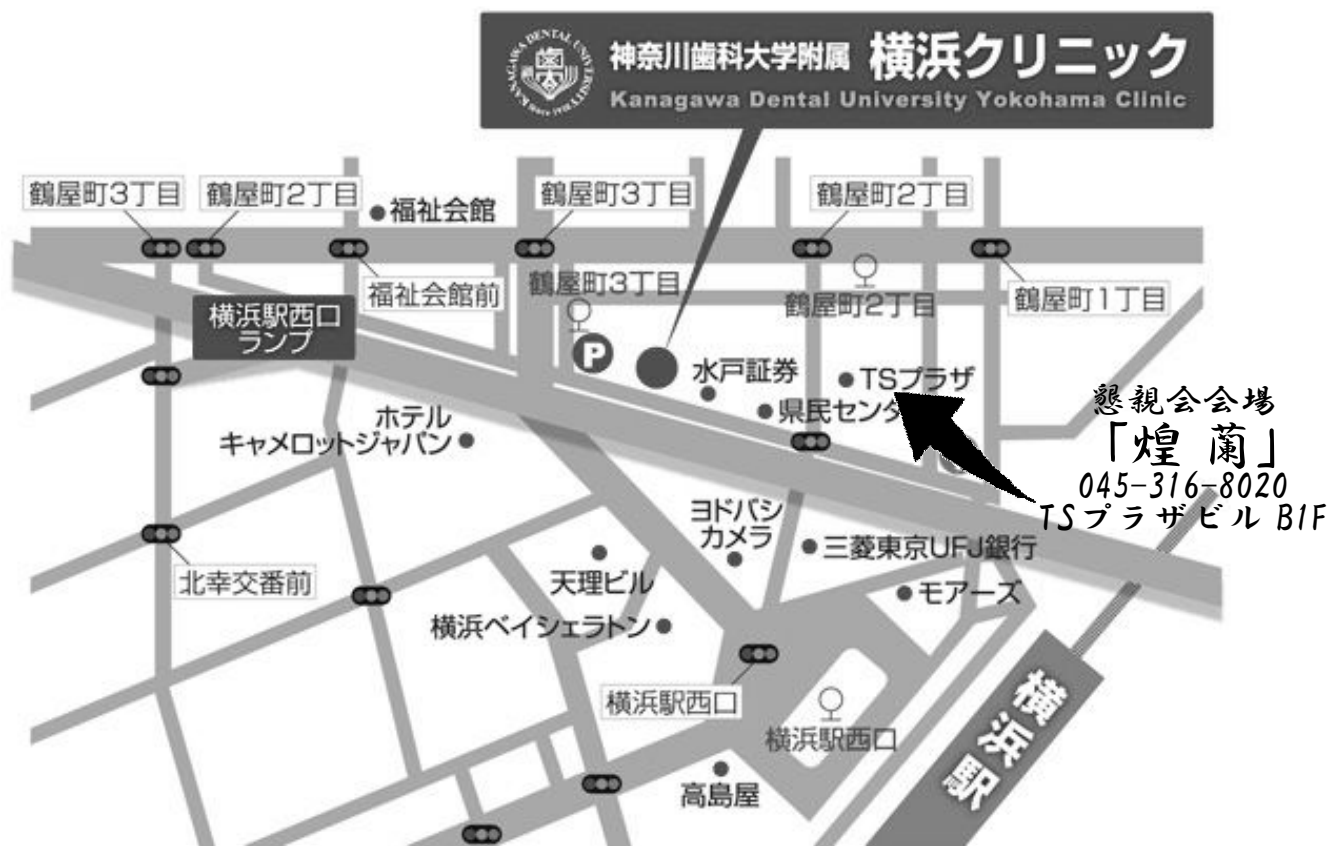 神奈川歯科大学附属 横浜クリニック
Kanagawa Dental University Yokohama Clinic
KANAGAWA DENTAL UNIVERSITY
鶴屋町3丁目
鶴屋町2丁目
福祉会館
鶴屋町3丁目
鶴屋町2丁目
福祉会館前
鶴屋町3丁目
鶴屋町2丁目
鶴屋町1丁目
横浜駅西口
ランプ
P
水戸証券
TSプラザ
県民センタ
懇親会会場
「煌 蘭」
045-316-8020
TSプラザビル B1F
ホテル
キャメロットジャパン
ヨドバシ
カメラ
三菱東京UFJ銀行
北幸交番前
天理ビル
モアーズ
横浜ベイシェラトン
横浜駅西口
横浜駅西口
横浜駅
高島屋